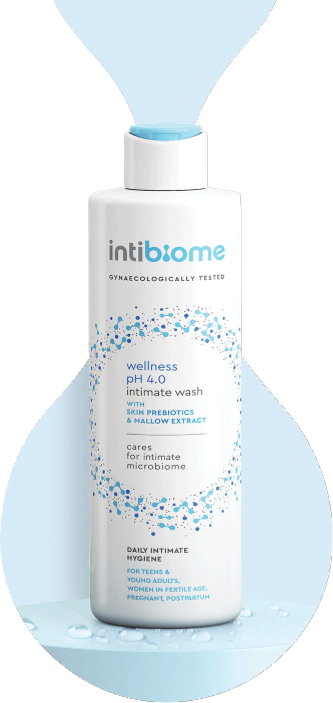 intibiome
GYNAECOLOGICALLY TESTED
wellness
pH 4.0
intimate wash
WITH
SKIN PREBIOTICS
& MALLOW EXTRACT
cares
for intimate
microbiome
DAILY INTIMATE
HYGIENE
FOR TEENS &
YOUNG ADULTS,
WOMEN IN FERTILE AGE,
PREGNANT, POSTPARTUM